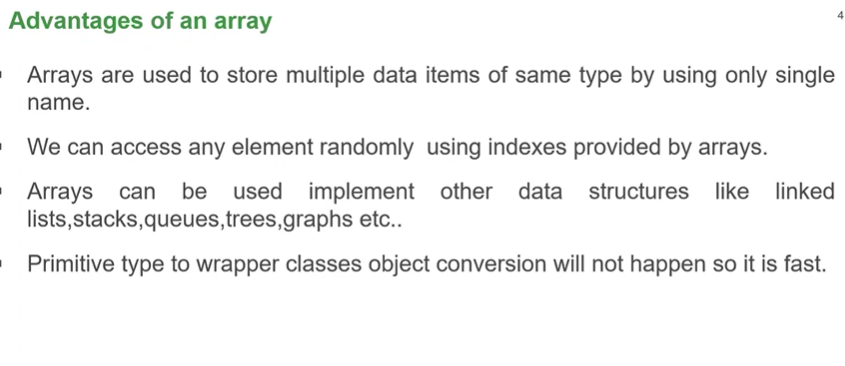 Advantages of an array
4
Arrays are used to store multiple data items of same type by using only single
name.
We can access any element randomly  using indexes provided by arrays.
Arrays can be used implement other data structures like linked
lists,stacks,queues,trees,graphs etc..
Primitive type to wrapper classes object conversion will not happen so it is fast.